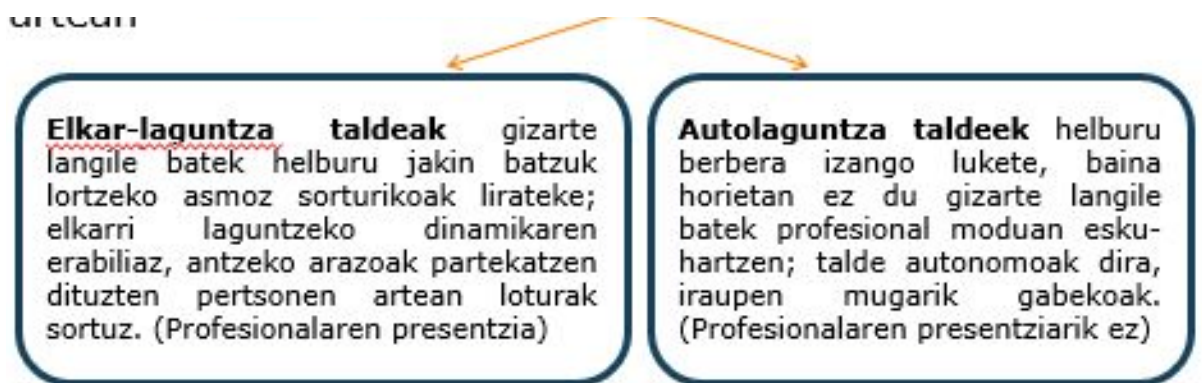 artean
Elkar-laguntza taldeak gizarte
langile batek helburu jakin batzuk
lortzeko asmoz sorturikoak lirateke;
elkarri laguntzeko dinamikaren
erabiliaz, antzeko arazoak partekatzen
dituzten pertsonen artean loturak
sortuz. (Profesionalaren presentzia)
Autolaguntza taldeek helburu
berbera izango lukete, baina
horietan ez du gizarte langile
batek profesional moduan esku-
hartzen; talde autonomoak dira,
iraupen mugarik gabekoak.
(Profesionalaren presentziarik ez)